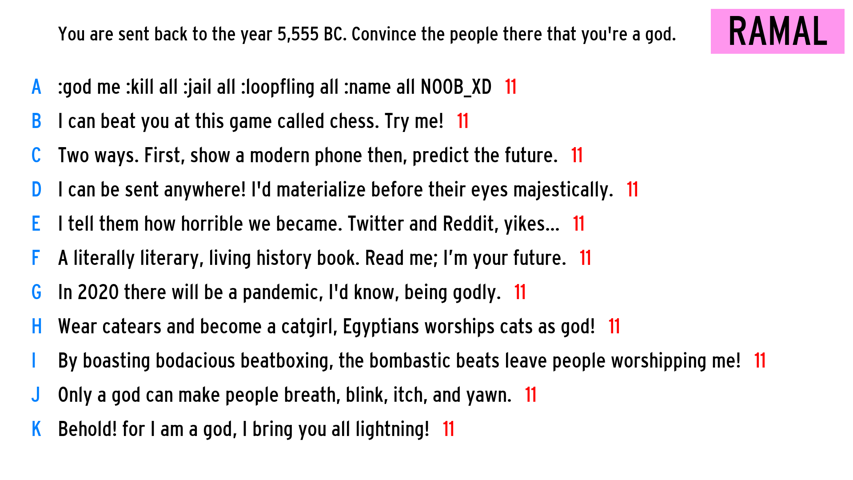 You are sent back to the year 5,555 BC. Convince the people there that you're a god.
RAMAL
A :god me :kill all :jail all :loopfling all :name all NOOB_XD 11
B I can beat you at this game called chess. Try me! 11
C Two ways. First, show a modern phone then, predict the future. 11
D I can be sent anywhere! I'd materialize before their eyes majestically. 11
E I tell them how horrible we became. Twitter and Reddit, yikes... 11
F A literally literary, living history book. Read me; I’m your future. 11
G In 2020 there will be a pandemic, I'd know, being godly. 11
H Wear catears and become a catgirl, Egyptians worships cats as god! 11
I By boasting bodacious beatboxing, the bombastic beats leave people worshipping me! 11
J Only a god can make people breath, blink, itch, and yawn. 11
K Behold! for I am a god, I bring you all lightning! 11